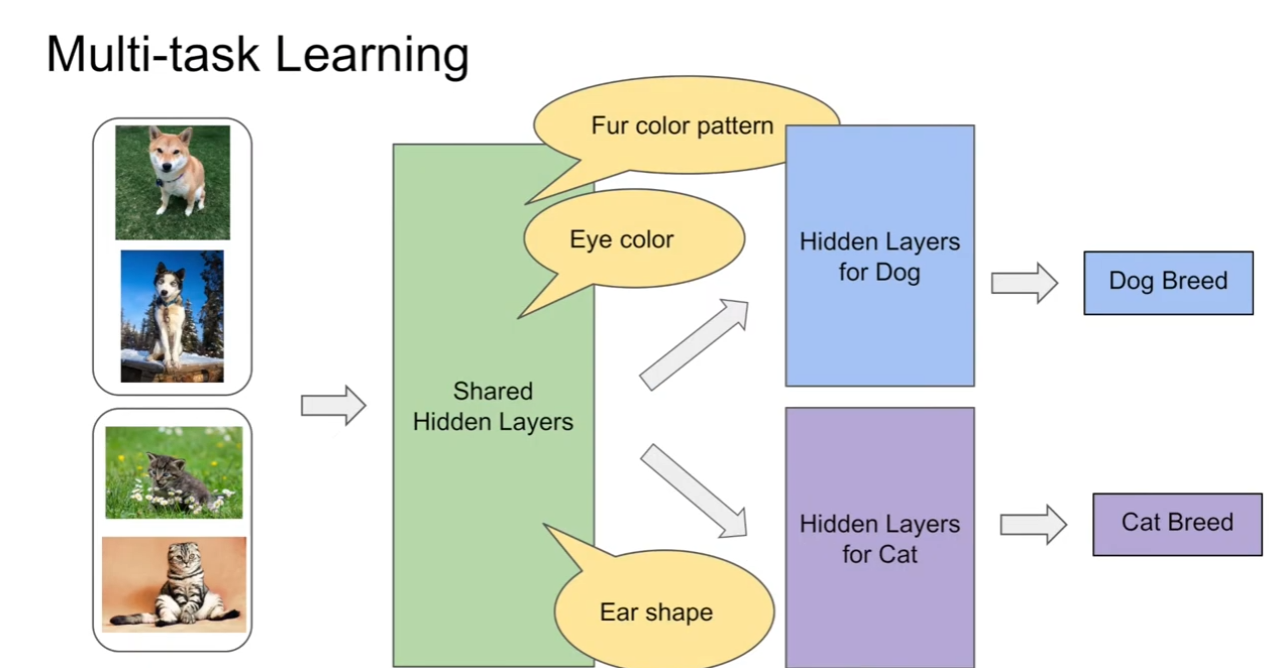 Multi-task Learning
Fur color pattern
Eye color
Shared
Hidden Layers
Ear shape
Hidden Layers
for Dog
Dog Breed
Hidden Layers
for Cat
Cat Breed